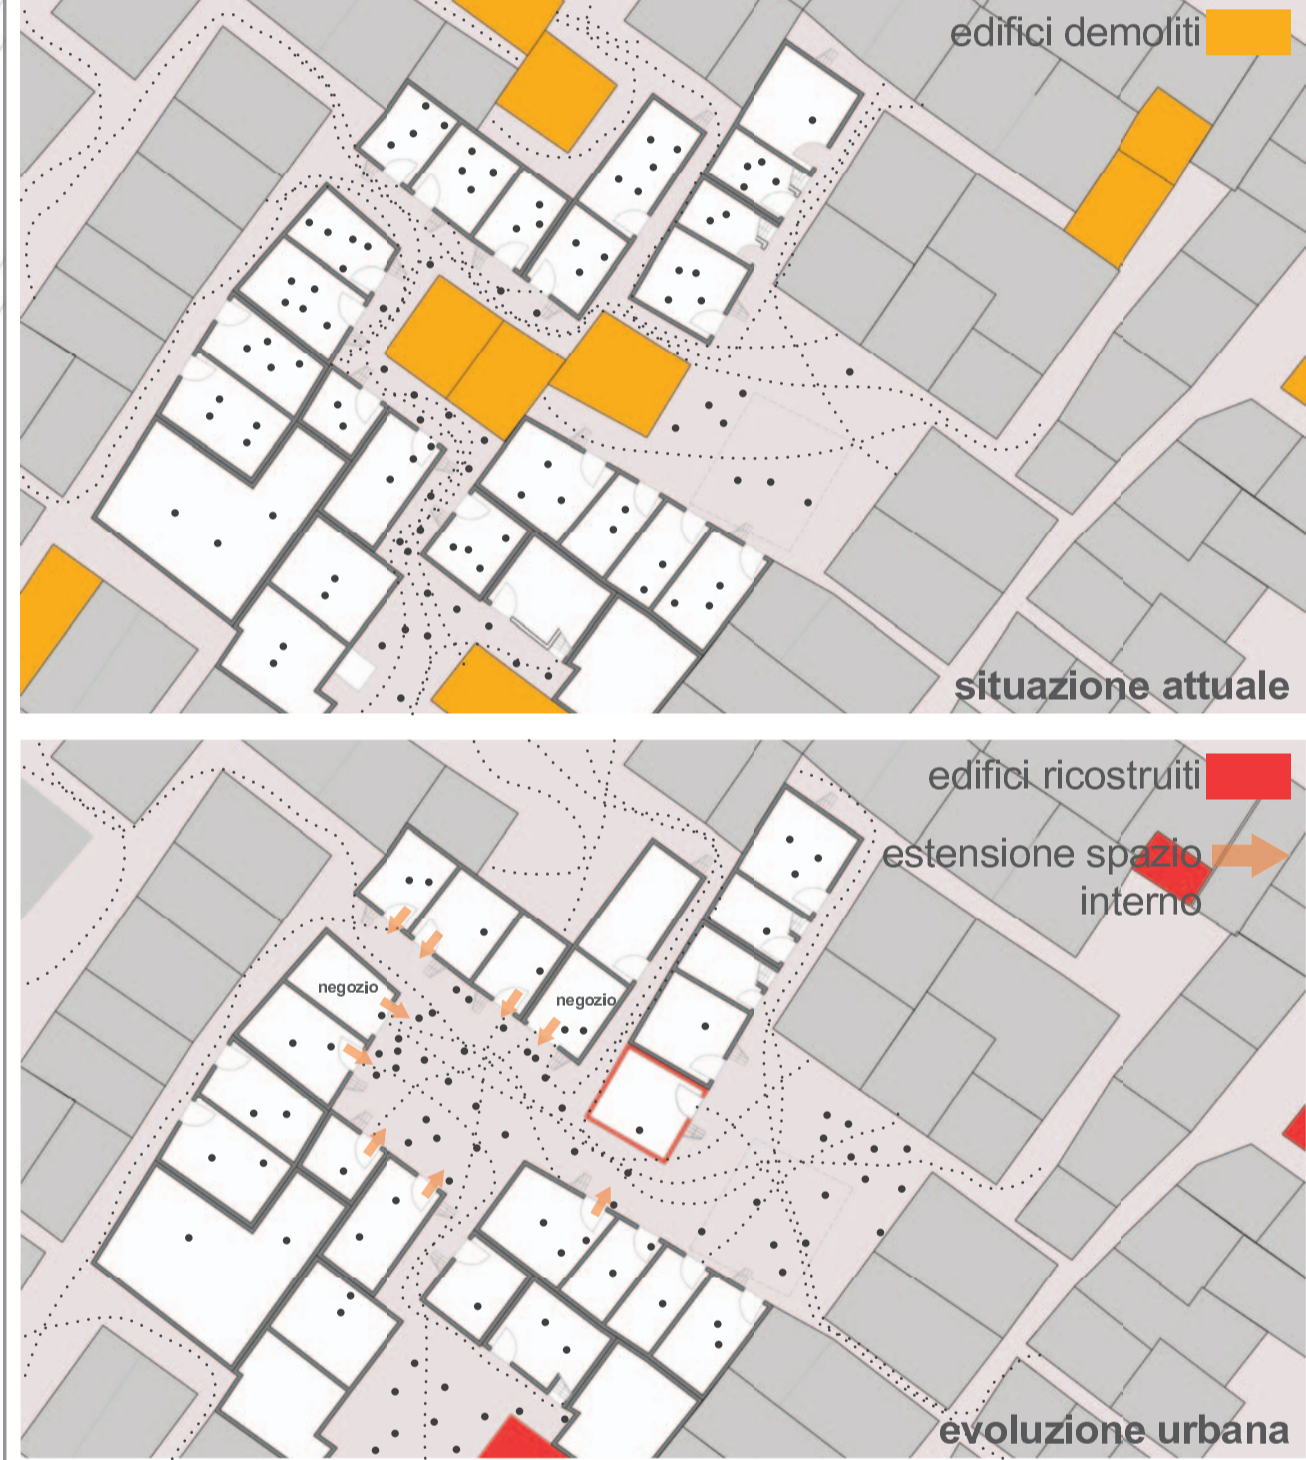 edifici demoliti
situazione attuale
edifici ricostruiti
estensione spazio
interno
negozio
negozio
evoluzione urbana